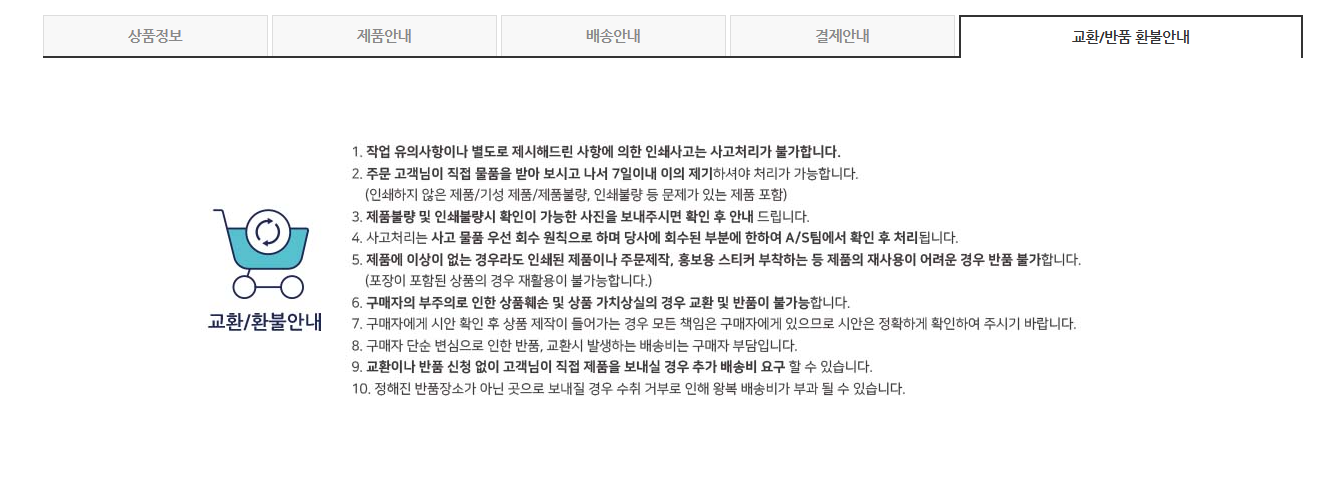 상품정보
제품안내
배송안내
결제안내
교환/반품 환불안내
1. 작업 유의사항이나 별도로 제시해드린 사항에 의한 인쇄사고는 사고처리가 불가합니다.
2. 주문 고객님이 직접 물품을 받아 보시고 나서 7일이내 이의 제기하셔야 처리가 가능합니다.
(인쇄하지 않은 제품/기성 제품/제품불량, 인쇄불량 등 문제가 있는 제품 포함)
3. 제품불량 및 인쇄불량시 확인이 가능한 사진을 보내주시면 확인 후 안내 드립니다.
4. 사고처리는 사고 물품 우선 회수 원칙으로 하며 당사에 회수된 부분에 한하여 A/S팀에서 확인 후 처리됩니다.
5. 제품에 이상이 없는 경우라도 인쇄된 제품이나 주문제작, 홍보용 스티커 부착하는 등 제품의 재사용이 어려운 경우 반품 불가합니다.
(포장이 포함된 상품의 경우 재활용이 불가능합니다.)
6. 구매자의 부주의로 인한 상품훼손 및 상품 가치상실의 경우 교환 및 반품이 불가능합니다.
7. 구매자에게 시안 확인 후 상품 제작이 들어가는 경우 모든 책임은 구매자에게 있으므로 시안은 정확하게 확인하여 주시기 바랍니다.
8. 구매자 단순 변심으로 인한 반품, 교환시 발생하는 배송비는 구매자 부담입니다.
9. 교환이나 반품 신청 없이 고객님이 직접 제품을 보내실 경우 추가 배송비 요구 할 수 있습니다.
10. 정해진 반품장소가 아닌 곳으로 보내질 경우 수취 거부로 인해 왕복 배송비가 부과 될 수 있습니다.
교환/환불안내